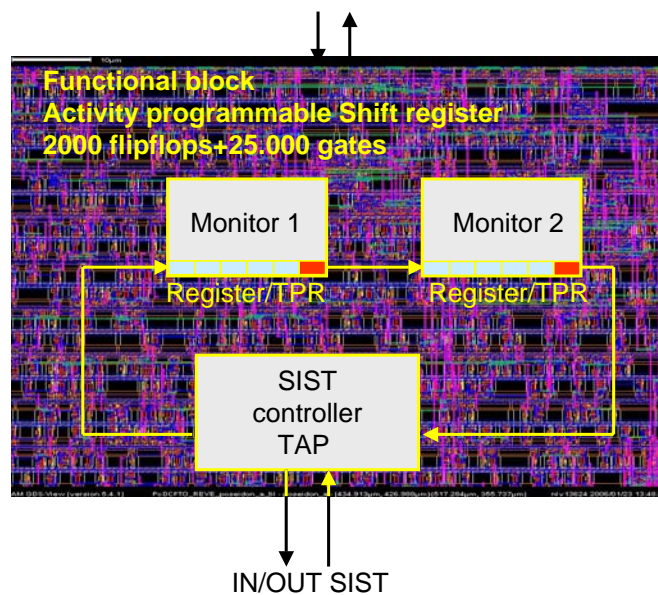 10µm
Functional block
Activity programmable Shift register
2000 flipflops+25.000 gates
Monitor 1
Monitor 2
Register/TPR
Register/TPR
SIST
controller
TAP
IN/OUT SIST